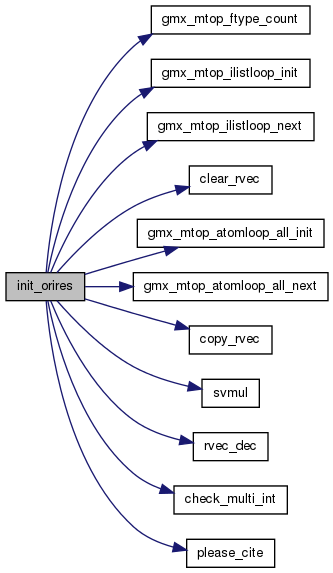 init_orires
gmx_mtop_ftype_count
gmx_mtop_ilistloop_init
gmx_mtop_ilistloop_next
clear_rvec
gmx_mtop_atomloop_all_init
gmx_mtop_atomloop_all_next
copy_rvec
svmul
rvec_dec
check_multi_int
please_cite